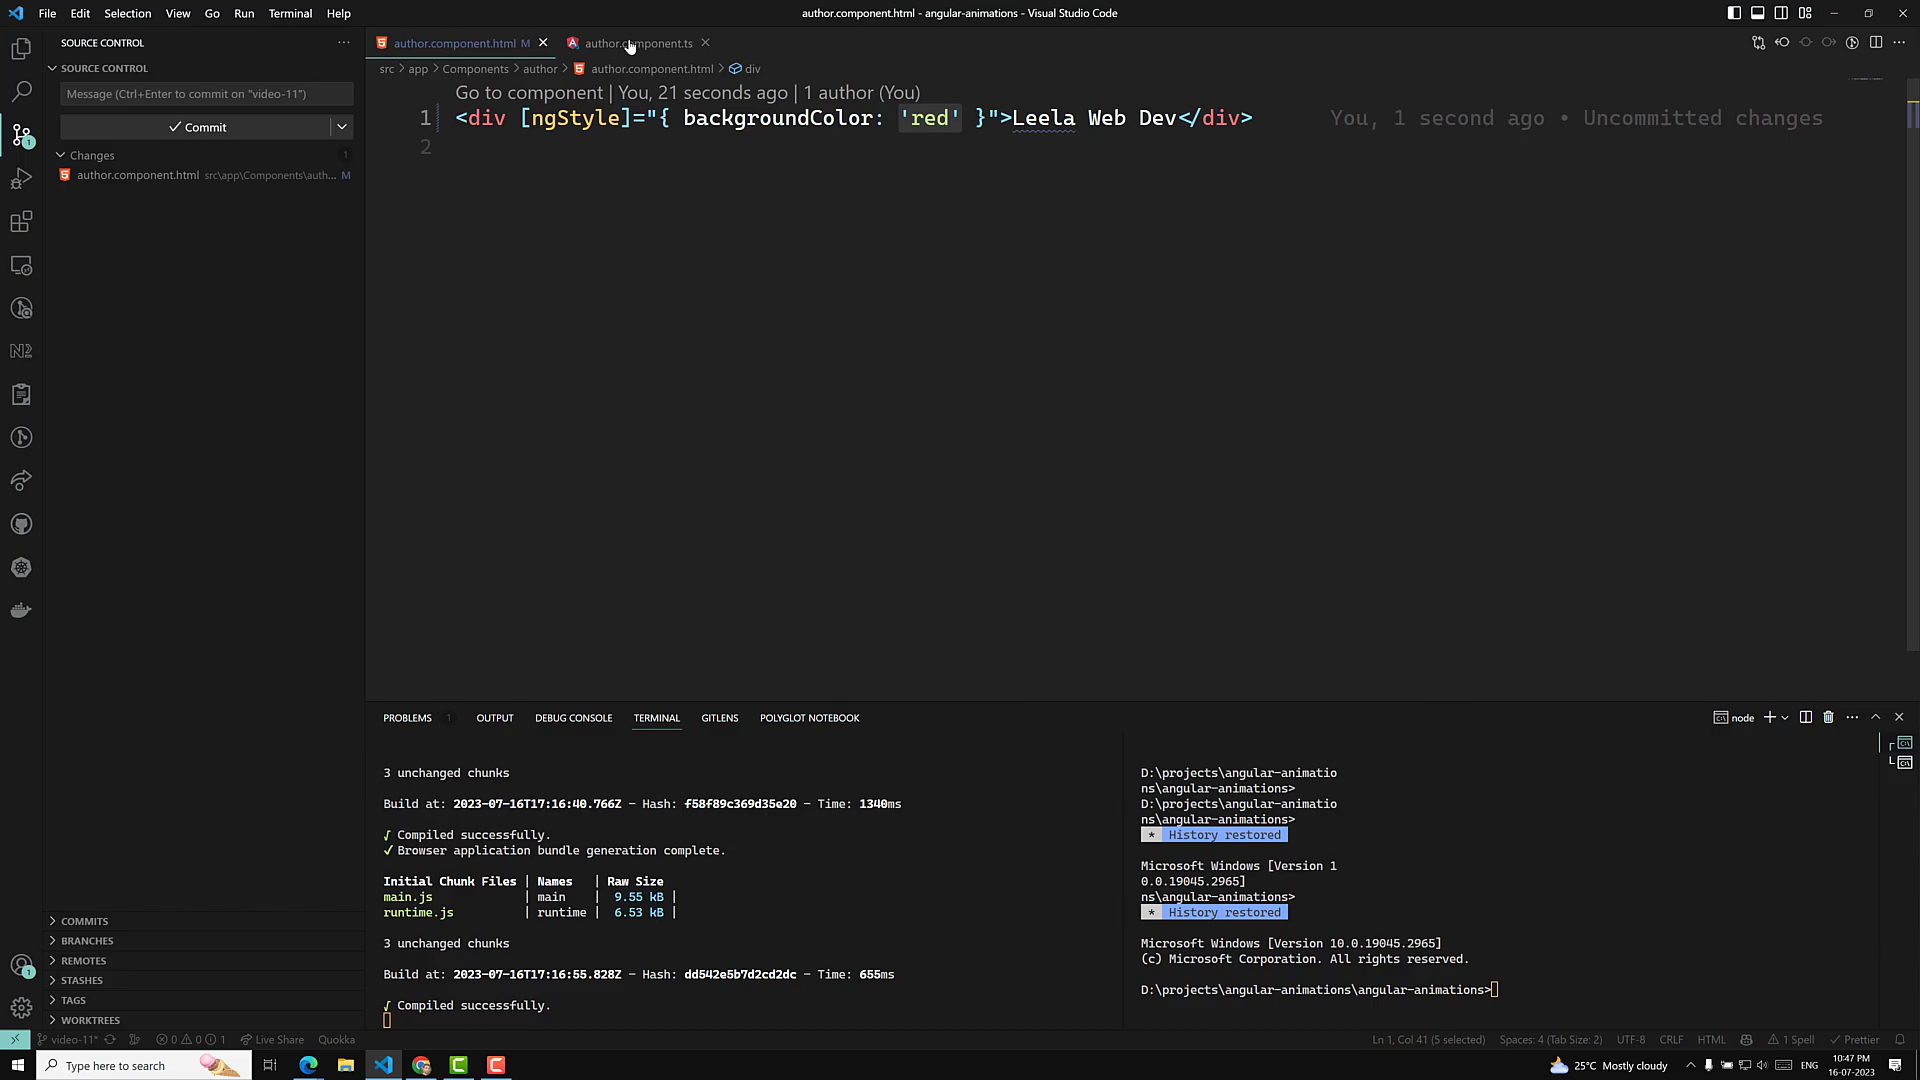 File Edit Selection View Go Run Terminal Help
author.component.html - angular-animations - Visual Studio Code
SOURCE CONTROL
SOURCE CONTROL
Message (Ctrl+Enter to commit on "video-11")
Commit
Changes 1
author.component.html src\app\Components\auth... M
author.component.html M
author.component.ts
src > app > Components > author > author.component.html > div
Go to component | You, 21 seconds ago | 1 author (You)
1 <div [ngStyle]="{ backgroundColor: 'red' }">Leela Web Dev</div> You, 1 second ago • Uncommitted changes
2
PROBLEMS 1 OUTPUT DEBUG CONSOLE TERMINAL GITLENS POLYGLOT NOTEBOOK
node
3 unchanged chunks
Build at: 2023-07-16T17:16:40.766Z - Hash: f58f89c369d35e20 - Time: 1340ms
√ Compiled successfully.
✓ Browser application bundle generation complete.
Initial Chunk Files | Names | Raw Size
main.js | main | 9.55 kB |
runtime.js | runtime | 6.53 kB |
3 unchanged chunks
Build at: 2023-07-16T17:16:55.828Z - Hash: dd542e5b7d2cd2dc - Time: 655ms
√ Compiled successfully.
D:\projects\angular-animatio
ns\angular-animations>
D:\projects\angular-animatio
ns\angular-animations>
* History restored
Microsoft Windows [Version 1
0.0.19045.2965]
ns\angular-animations>
* History restored
Microsoft Windows [Version 10.0.19045.2965]
(c) Microsoft Corporation. All rights reserved.
D:\projects\angular-animations\angular-animations>
COMMITS
BRANCHES
REMOTES
STASHES
TAGS
WORKTREES
video-11* 0 0 1 Live Share Quokka
Ln 1, Col 41 (5 selected) Spaces: 4 (Tab Size: 2) UTF-8 CRLF HTML 1 Spell Prettier
Type here to search
25°C Mostly cloudy
ENG
10:47 PM
16-07-2023